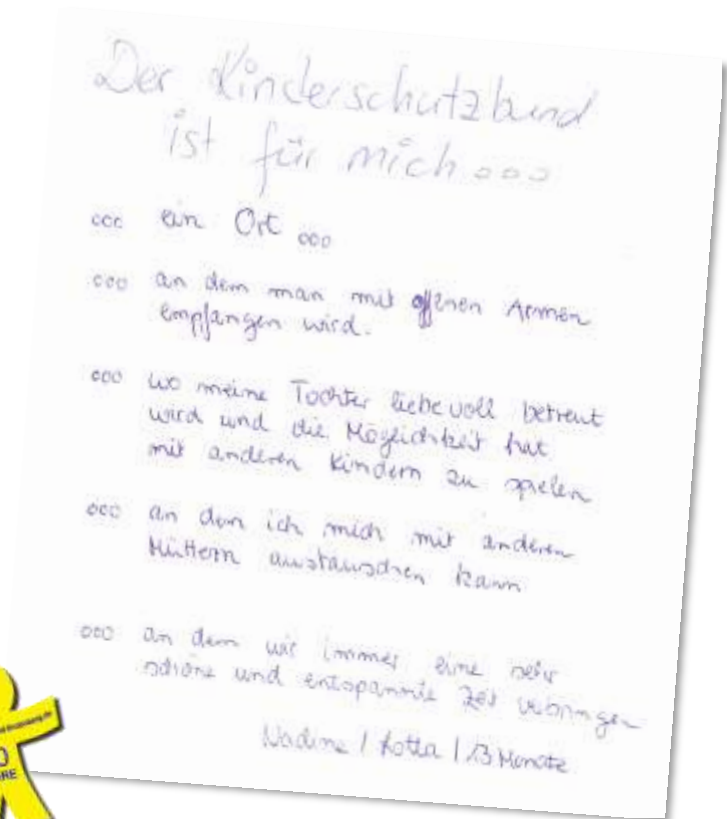 Der Kinderschutzbund
ist für mich...
... ein Ort ...
... an dem man mit offenen Armen
empfangen wird.
... wo meine Tochter liebevoll betreut
wird und die Möglichkeit hat
mit anderen Kindern zu spielen
... an dem ich mich mit anderen
Müttern austauschen kann
... an dem wir immer eine sehr
schöne und entspannte Zeit verbringen
Nadine / Lotta / 13 Monate